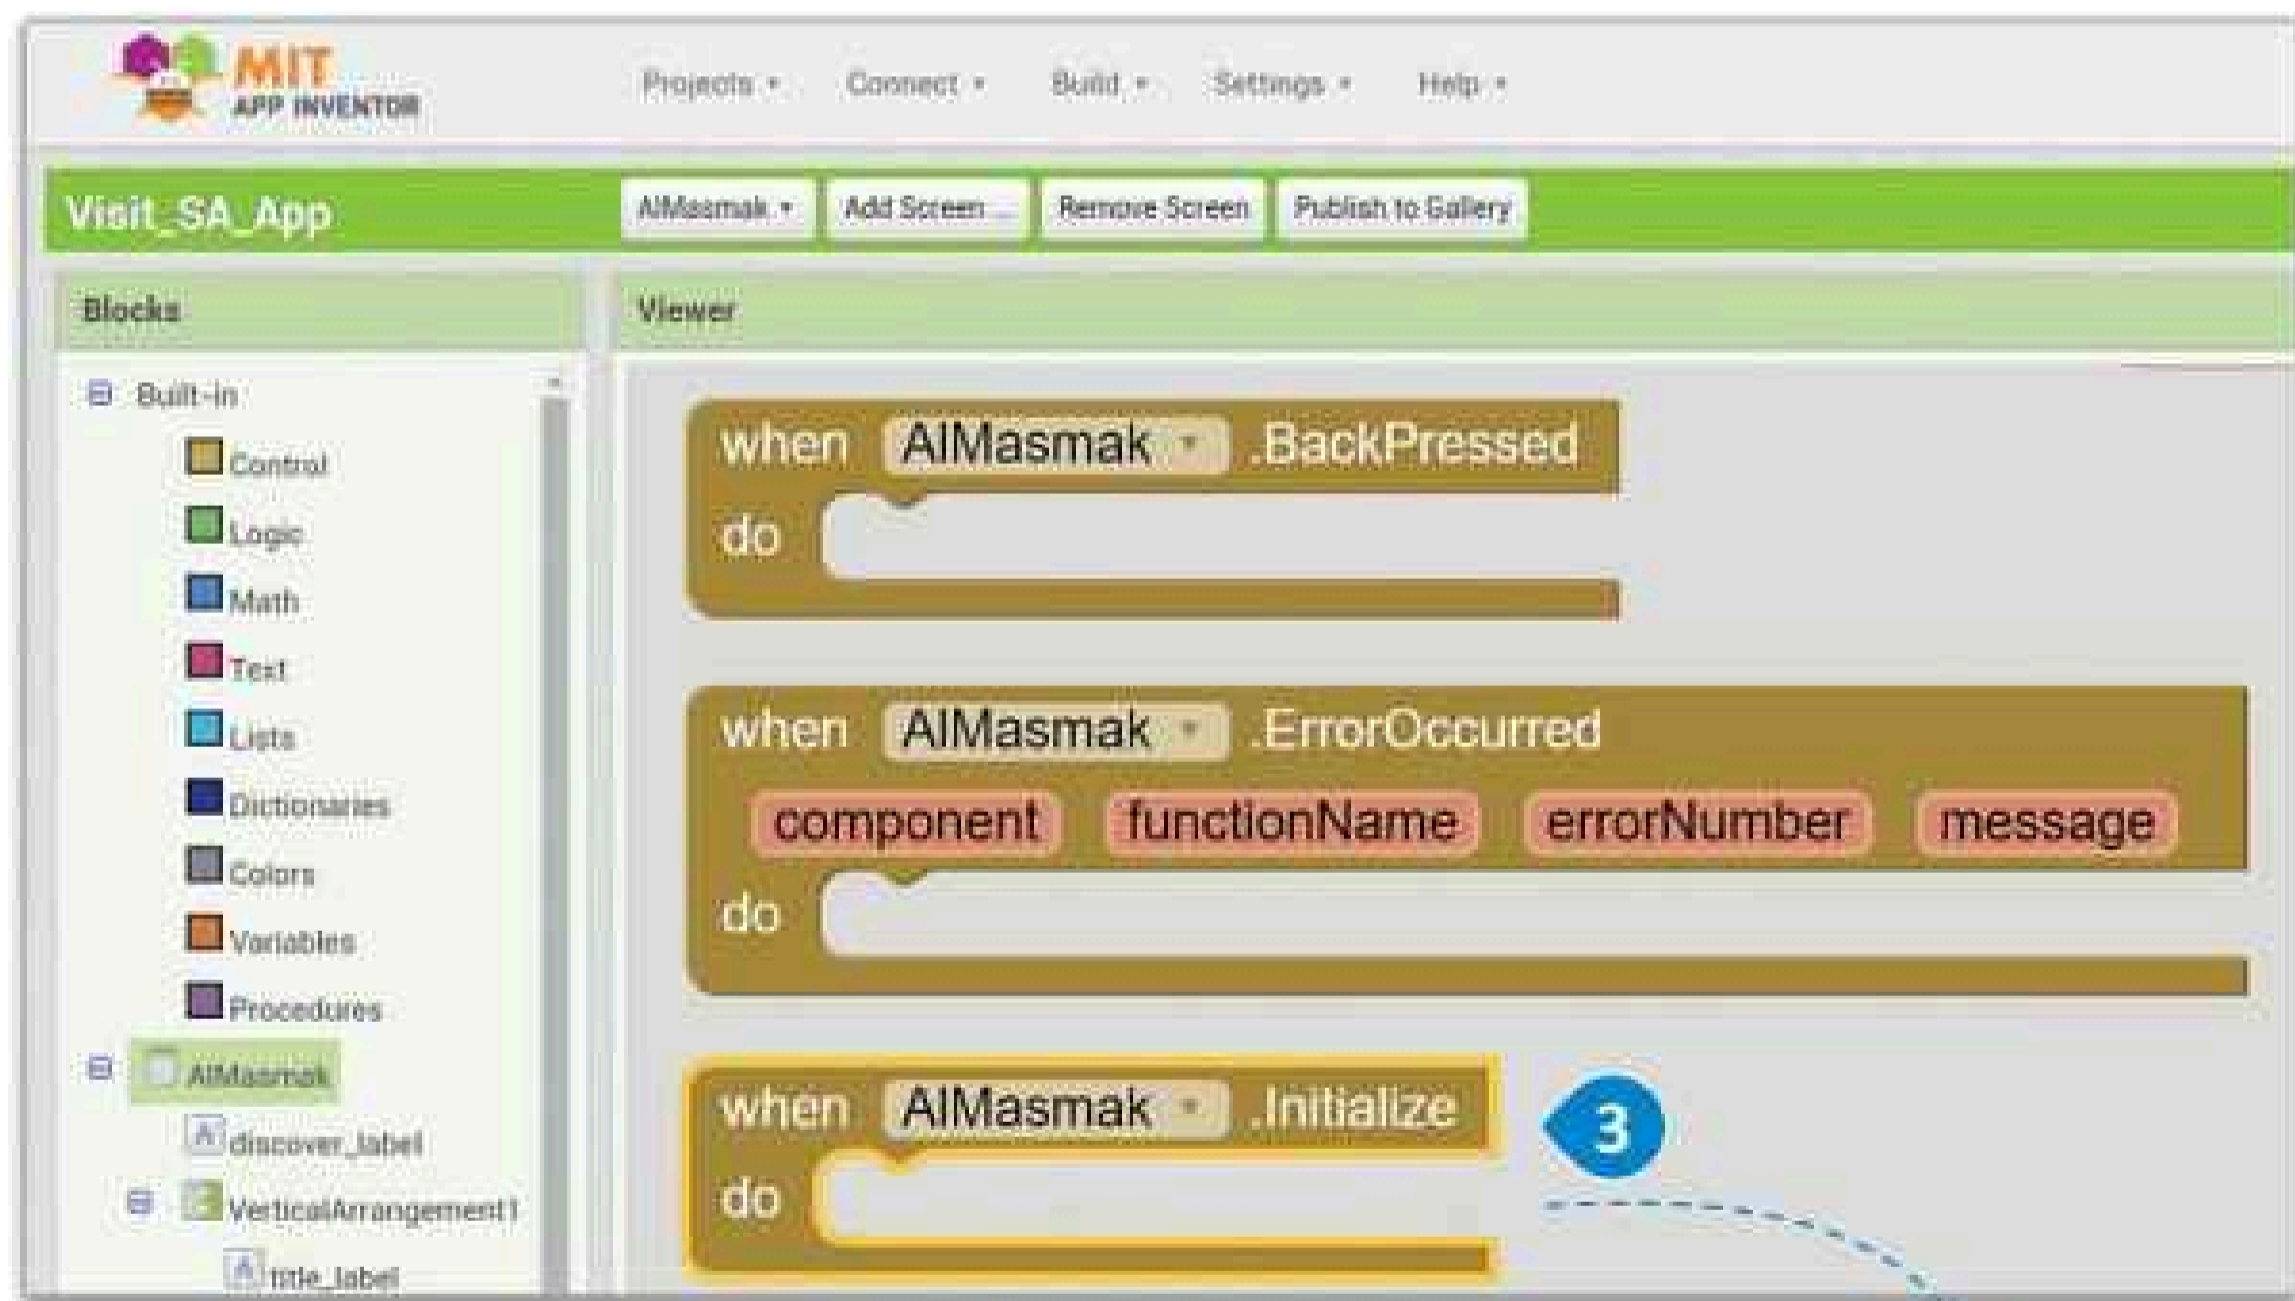 MIT
APP INVENTOR
Projects Connect Build Settings Help
Visit_SA_App AlMasmak Add Screen ... Remove Screen Publish to Gallery
Blocks Viewer
Built-in
Control
Logic
Math
Text
Lists
Dictionaries
Colors
Variables
Procedures
AlMasmak
discover_label
VerticalArrangement1
title_label
when AlMasmak .BackPressed
do
when AlMasmak .ErrorOccurred
component functionName errorNumber message
do
when AlMasmak .Initialize
do
3